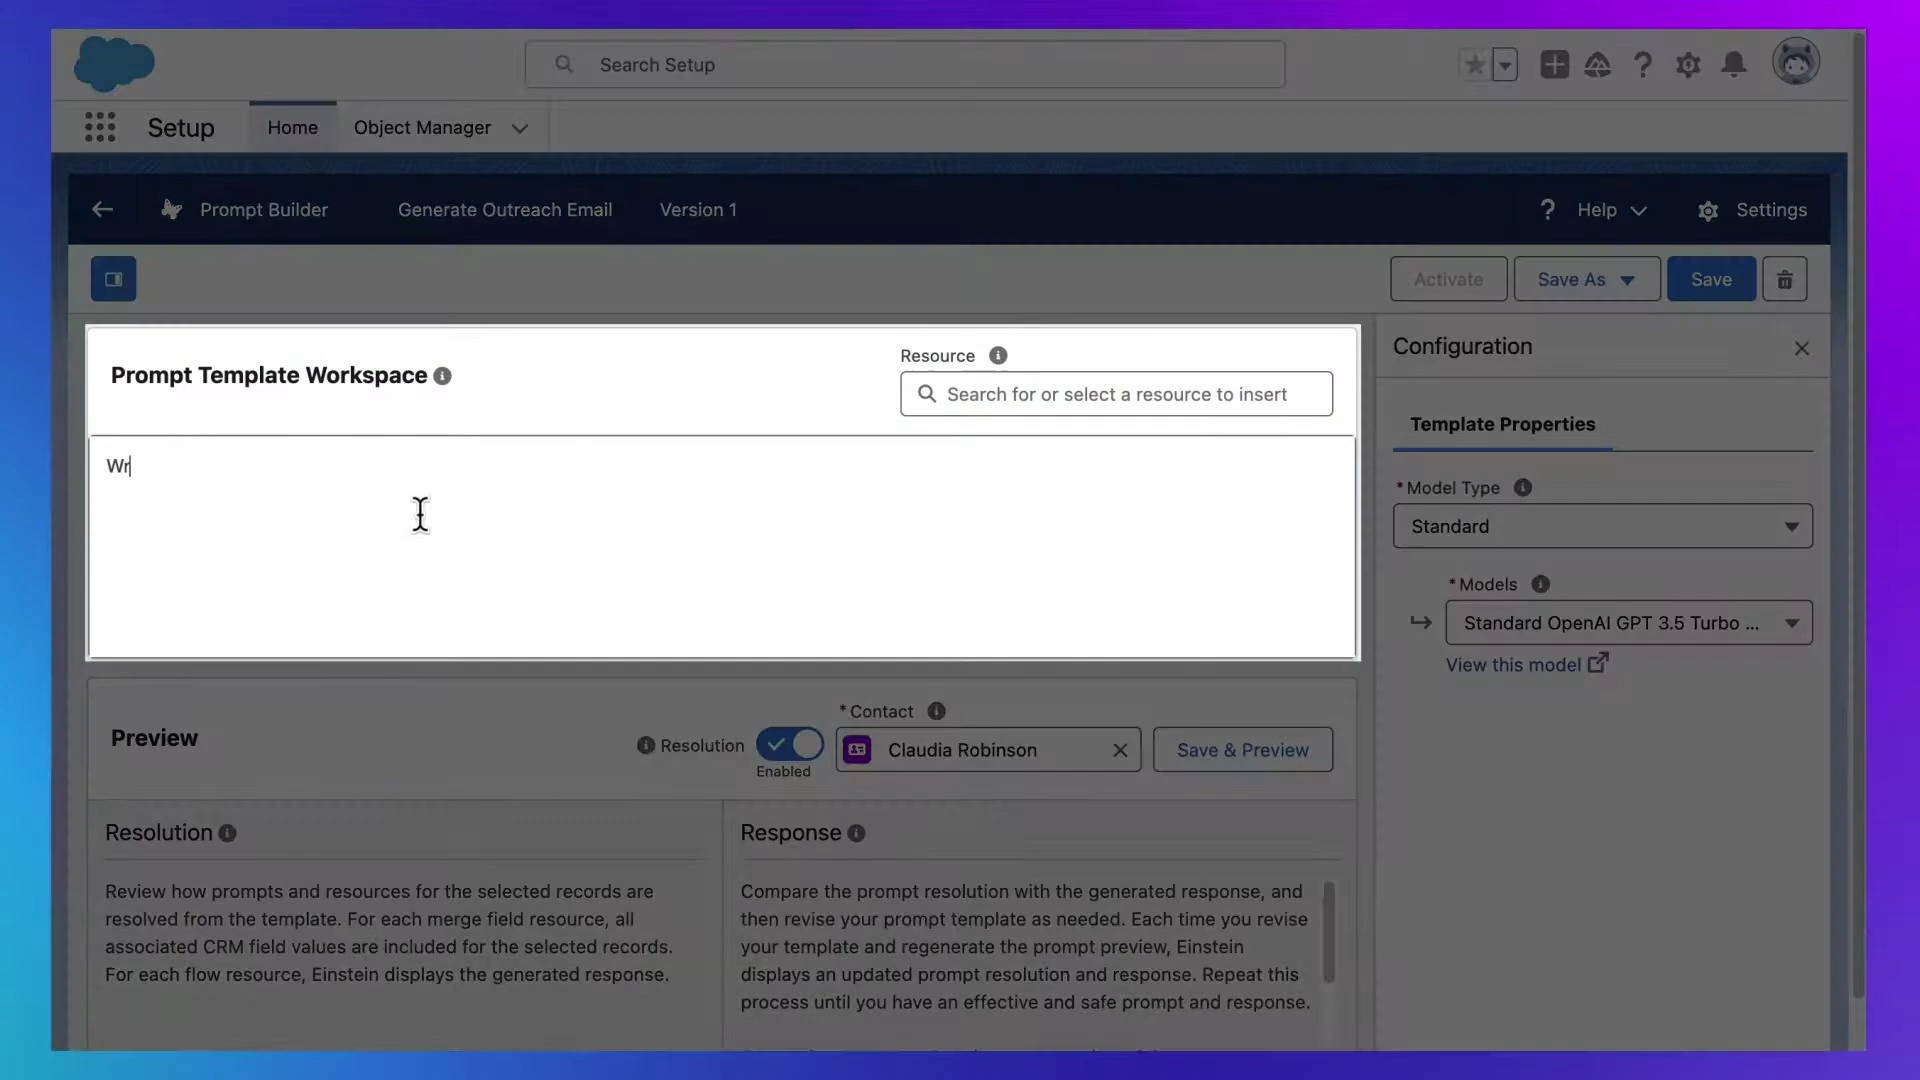 Search Setup
Setup
Home
Object Manager
Prompt Builder
Generate Outreach Email
Version 1
? Help
Settings
Activate
Save As
Save
Prompt Template Workspace
Resource
Search for or select a resource to insert
Wr
Configuration
Template Properties
* Model Type
Standard
* Models
Standard OpenAI GPT 3.5 Turbo ...
View this model
Preview
Resolution
Enabled
* Contact
Claudia Robinson
Save & Preview
Resolution
Review how prompts and resources for the selected records are
resolved from the template. For each merge field resource, all
associated CRM field values are included for the selected records.
For each flow resource, Einstein displays the generated response.
Response
Compare the prompt resolution with the generated response, and
then revise your prompt template as needed. Each time you revise
your template and regenerate the prompt preview, Einstein
displays an updated prompt resolution and response. Repeat this
process until you have an effective and safe prompt and response.